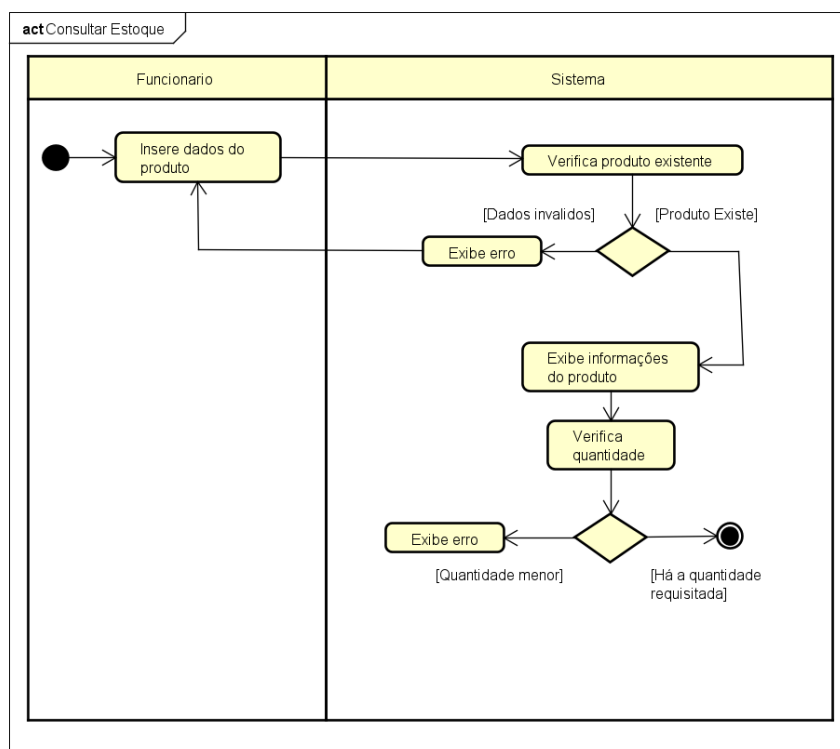 act Consultar Estoque
Funcionario
Sistema
Insere dados do
produto
Verifica produto existente
[Dados invalidos]
[Produto Existe]
Exibe erro
Exibe informações
do produto
Verifica
quantidade
Exibe erro
[Quantidade menor]
[Há a quantidade
requisitada]